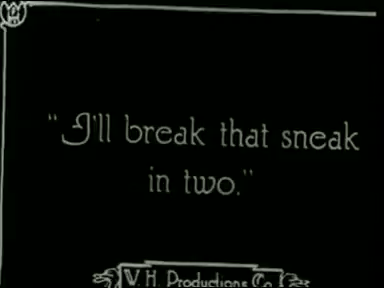 "I'll break that sneak
in two."
W. H. Productions Co.